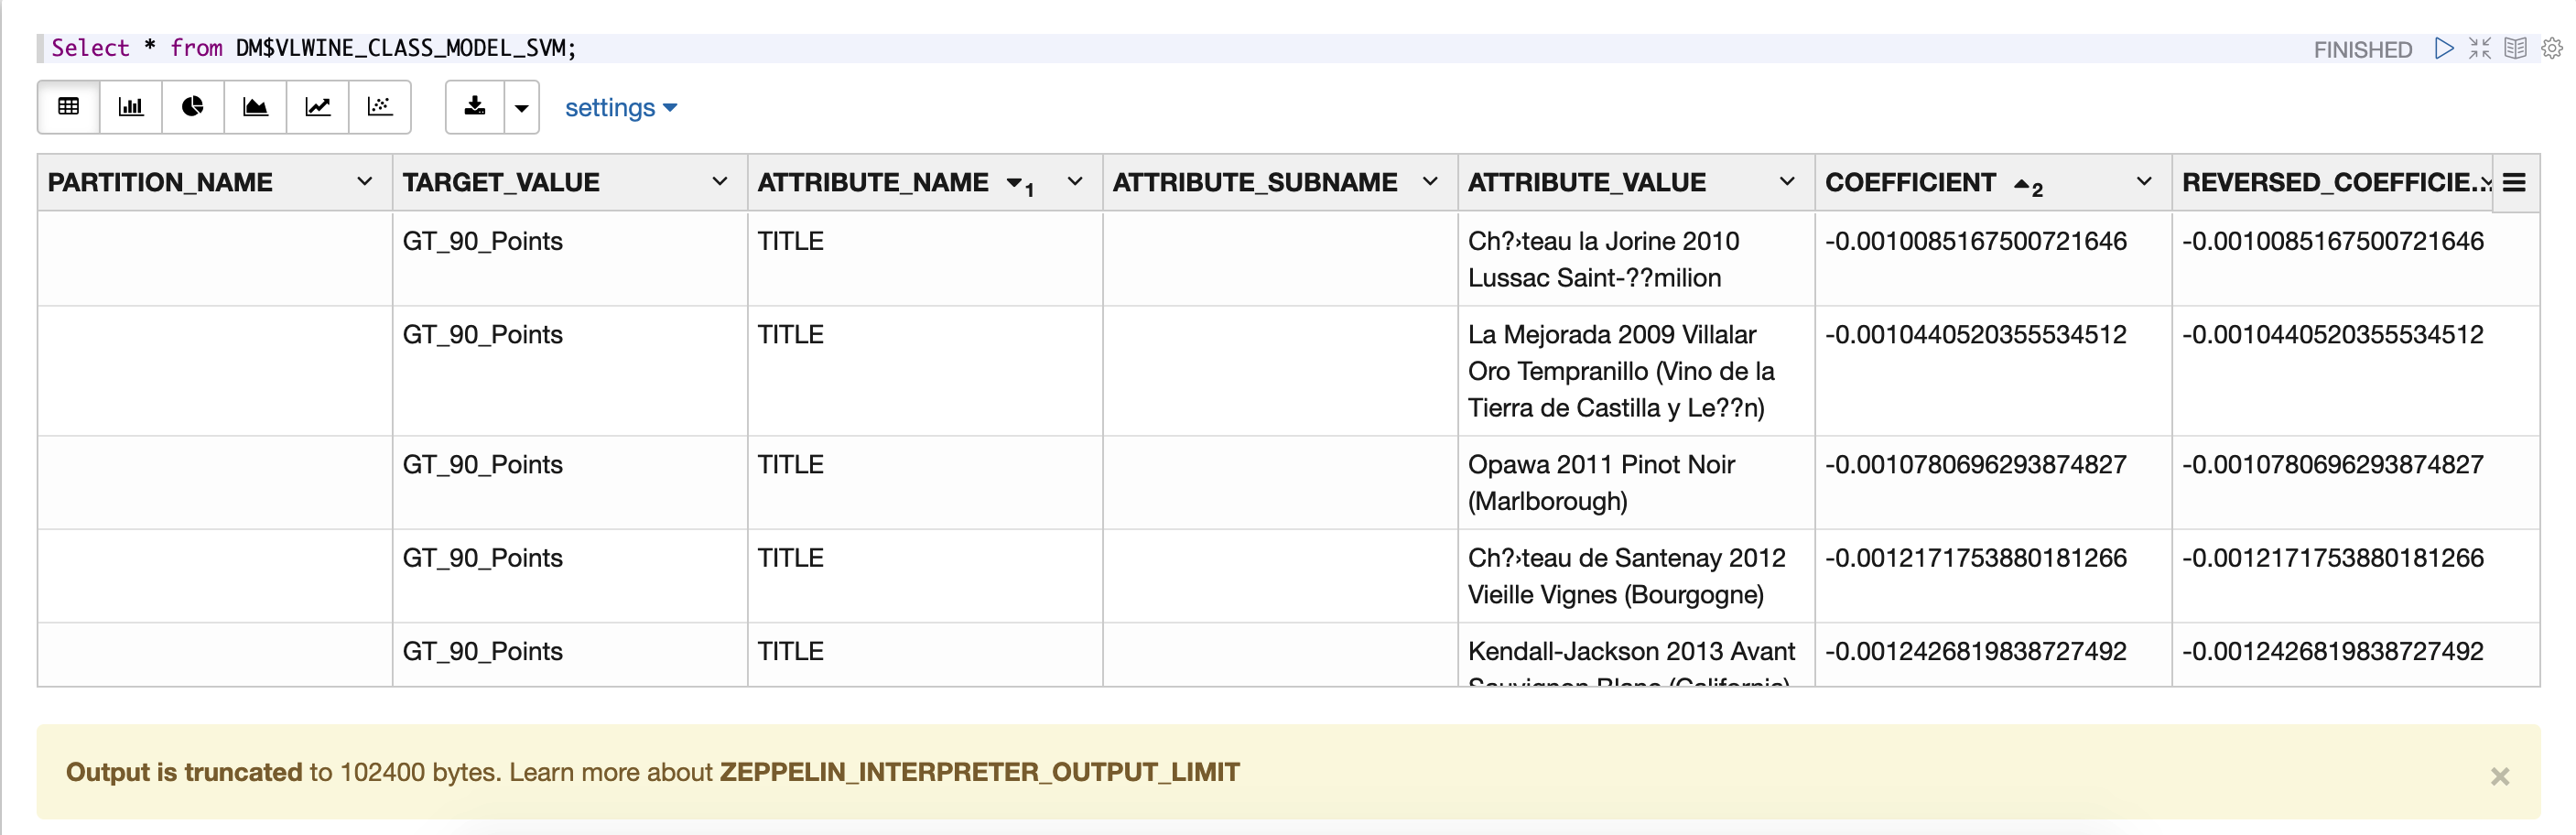 Select * from DM$VLWINE_CLASS_MODEL_SVM;
FINISHED
settings
PARTITION_NAME TARGET_VALUE ATTRIBUTE_NAME 1 ATTRIBUTE_SUBNAME ATTRIBUTE_VALUE COEFFICIENT 2 REVERSED_COEFFICIE...
GT_90_Points TITLE Ch?›teau la Jorine 2010 -0.0010085167500721646 -0.0010085167500721646
Lussac Saint-??milion
GT_90_Points TITLE La Mejorada 2009 Villalar -0.0010440520355534512 -0.0010440520355534512
Oro Tempranillo (Vino de la
Tierra de Castilla y Le??n)
GT_90_Points TITLE Opawa 2011 Pinot Noir -0.0010780696293874827 -0.0010780696293874827
(Marlborough)
GT_90_Points TITLE Ch?›teau de Santenay 2012 -0.0012171753880181266 -0.0012171753880181266
Vieille Vignes (Bourgogne)
GT_90_Points TITLE Kendall-Jackson 2013 Avant -0.0012426819838727492 -0.0012426819838727492
Sauvignon Blanc (California)
Output is truncated to 102400 bytes. Learn more about ZEPPELIN_INTERPRETER_OUTPUT_LIMIT